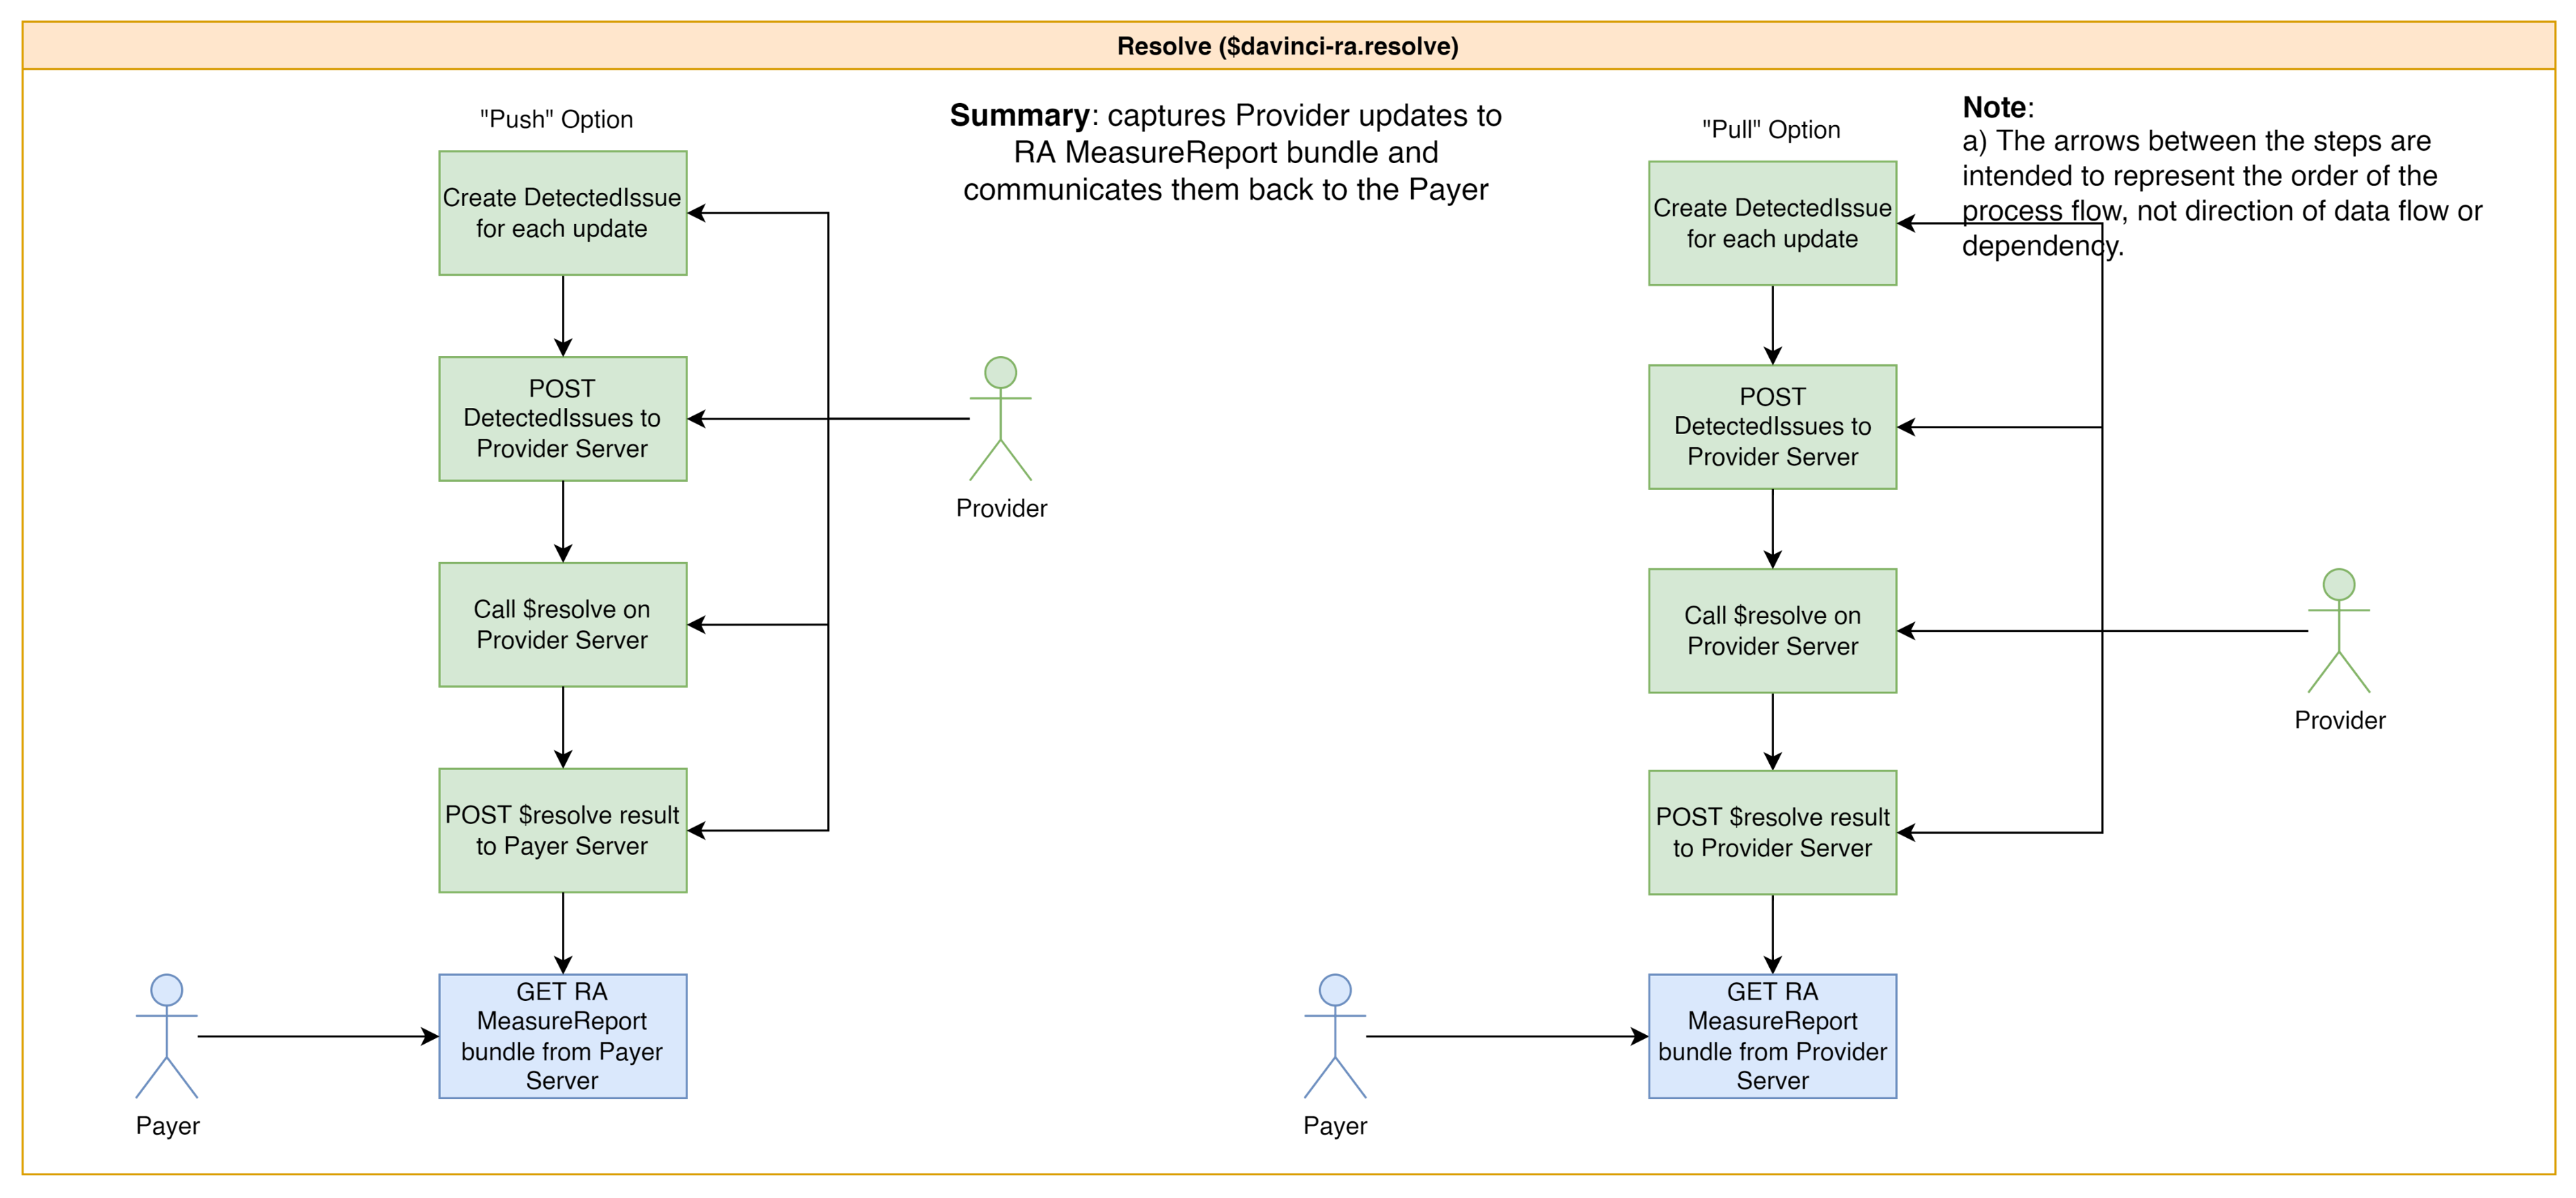 Resolve ($davinci-ra.resolve)
"Push" Option
Create DetectedIssue
for each update
POST
DetectedIssues to
Provider Server
Call $resolve on
Provider Server
POST $resolve result
to Payer Server
GET RA
MeasureReport
bundle from Payer
Server
Payer
Provider
Summary: captures Provider updates to
RA MeasureReport bundle and
communicates them back to the Payer
"Pull" Option
Create DetectedIssue
for each update
POST
DetectedIssues to
Provider Server
Call $resolve on
Provider Server
POST $resolve result
to Provider Server
GET RA
MeasureReport
bundle from Provider
Server
Payer
Provider
Note:
a) The arrows between the steps are
intended to represent the order of the
process flow, not direction of data flow or
dependency.